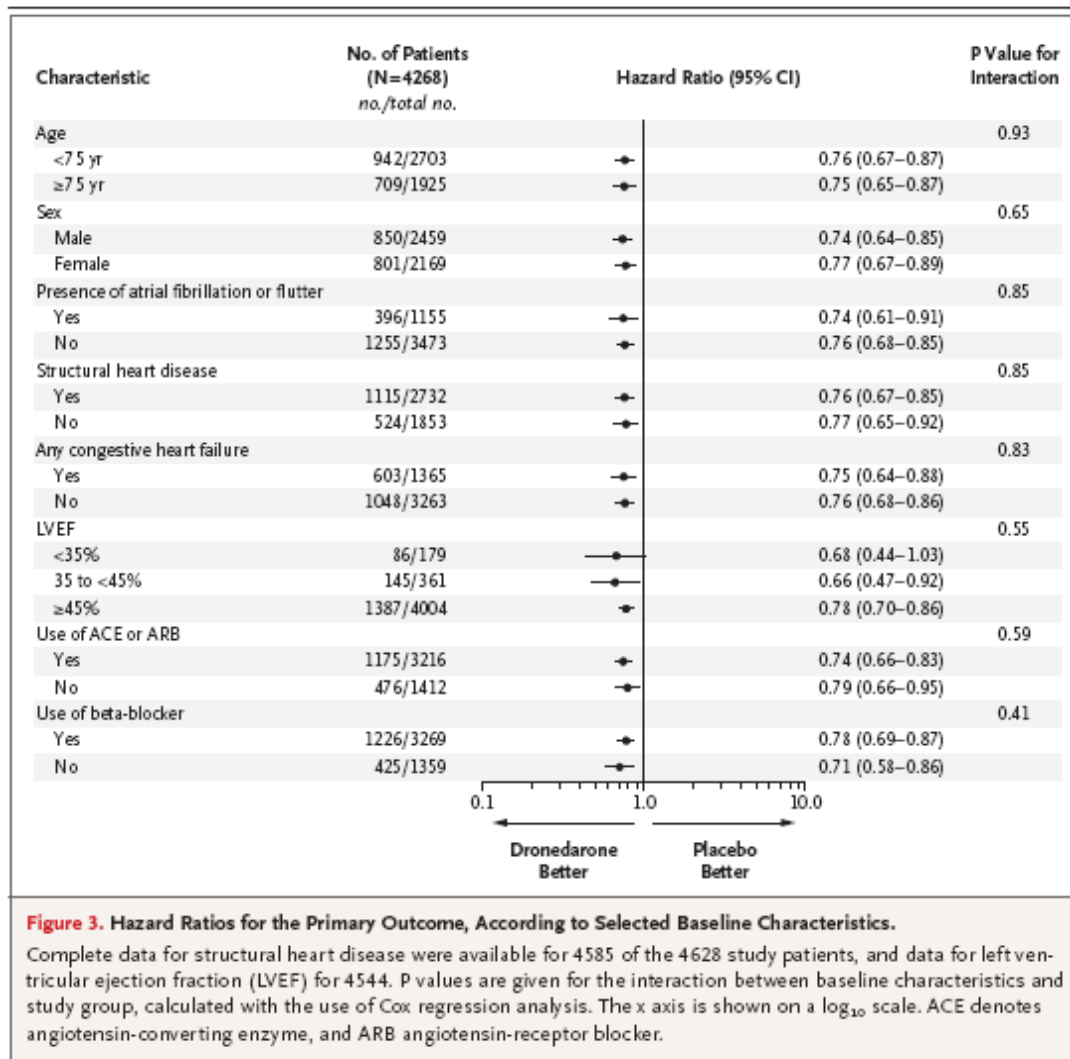 Characteristic No. of Patients (N=4268) no./total no. Hazard Ratio (95% CI) P Value for Interaction
Age 0.93
<75 yr 942/2703 0.76 (0.67–0.87)
≥75 yr 709/1925 0.75 (0.65–0.87)
Sex 0.65
Male 850/2459 0.74 (0.64–0.85)
Female 801/2169 0.77 (0.67–0.89)
Presence of atrial fibrillation or flutter 0.85
Yes 396/1155 0.74 (0.61–0.91)
No 1255/3473 0.76 (0.68–0.85)
Structural heart disease 0.85
Yes 1115/2732 0.76 (0.67–0.85)
No 524/1853 0.77 (0.65–0.92)
Any congestive heart failure 0.83
Yes 603/1365 0.75 (0.64–0.88)
No 1048/3263 0.76 (0.68–0.86)
LVEF 0.55
<35% 86/179 0.68 (0.44–1.03)
35 to <45% 145/361 0.66 (0.47–0.92)
≥45% 1387/4004 0.78 (0.70–0.86)
Use of ACE or ARB 0.59
Yes 1175/3216 0.74 (0.66–0.83)
No 476/1412 0.79 (0.66–0.95)
Use of beta-blocker 0.41
Yes 1226/3269 0.78 (0.69–0.87)
No 425/1359 0.71 (0.58–0.86)
0.1 1.0 10.0
Dronedarone Better Placebo Better
Figure 3. Hazard Ratios for the Primary Outcome, According to Selected Baseline Characteristics.
Complete data for structural heart disease were available for 4585 of the 4628 study patients, and data for left ven-
tricular ejection fraction (LVEF) for 4544. P values are given for the interaction between baseline characteristics and
study group, calculated with the use of Cox regression analysis. The x axis is shown on a log₁₀ scale. ACE denotes
angiotensin-converting enzyme, and ARB angiotensin-receptor blocker.